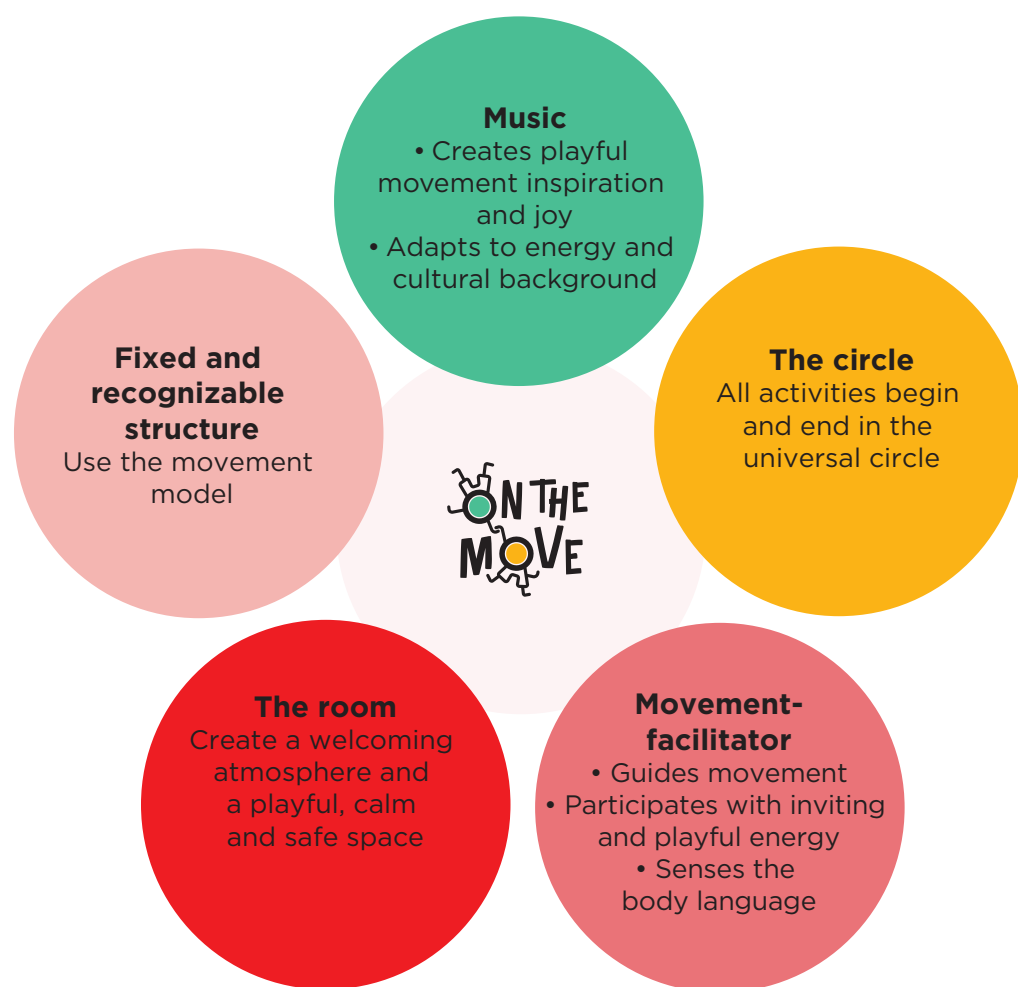 Music
• Creates playful
movement inspiration
and joy
• Adapts to energy and
cultural background
Fixed and
recognizable
structure
Use the movement
model
The circle
All activities begin
and end in the
universal circle
ON THE
MOVE
The room
Create a welcoming
atmosphere and
a playful, calm
and safe space
Movement-
facilitator
• Guides movement
• Participates with inviting
and playful energy
• Senses the
body language